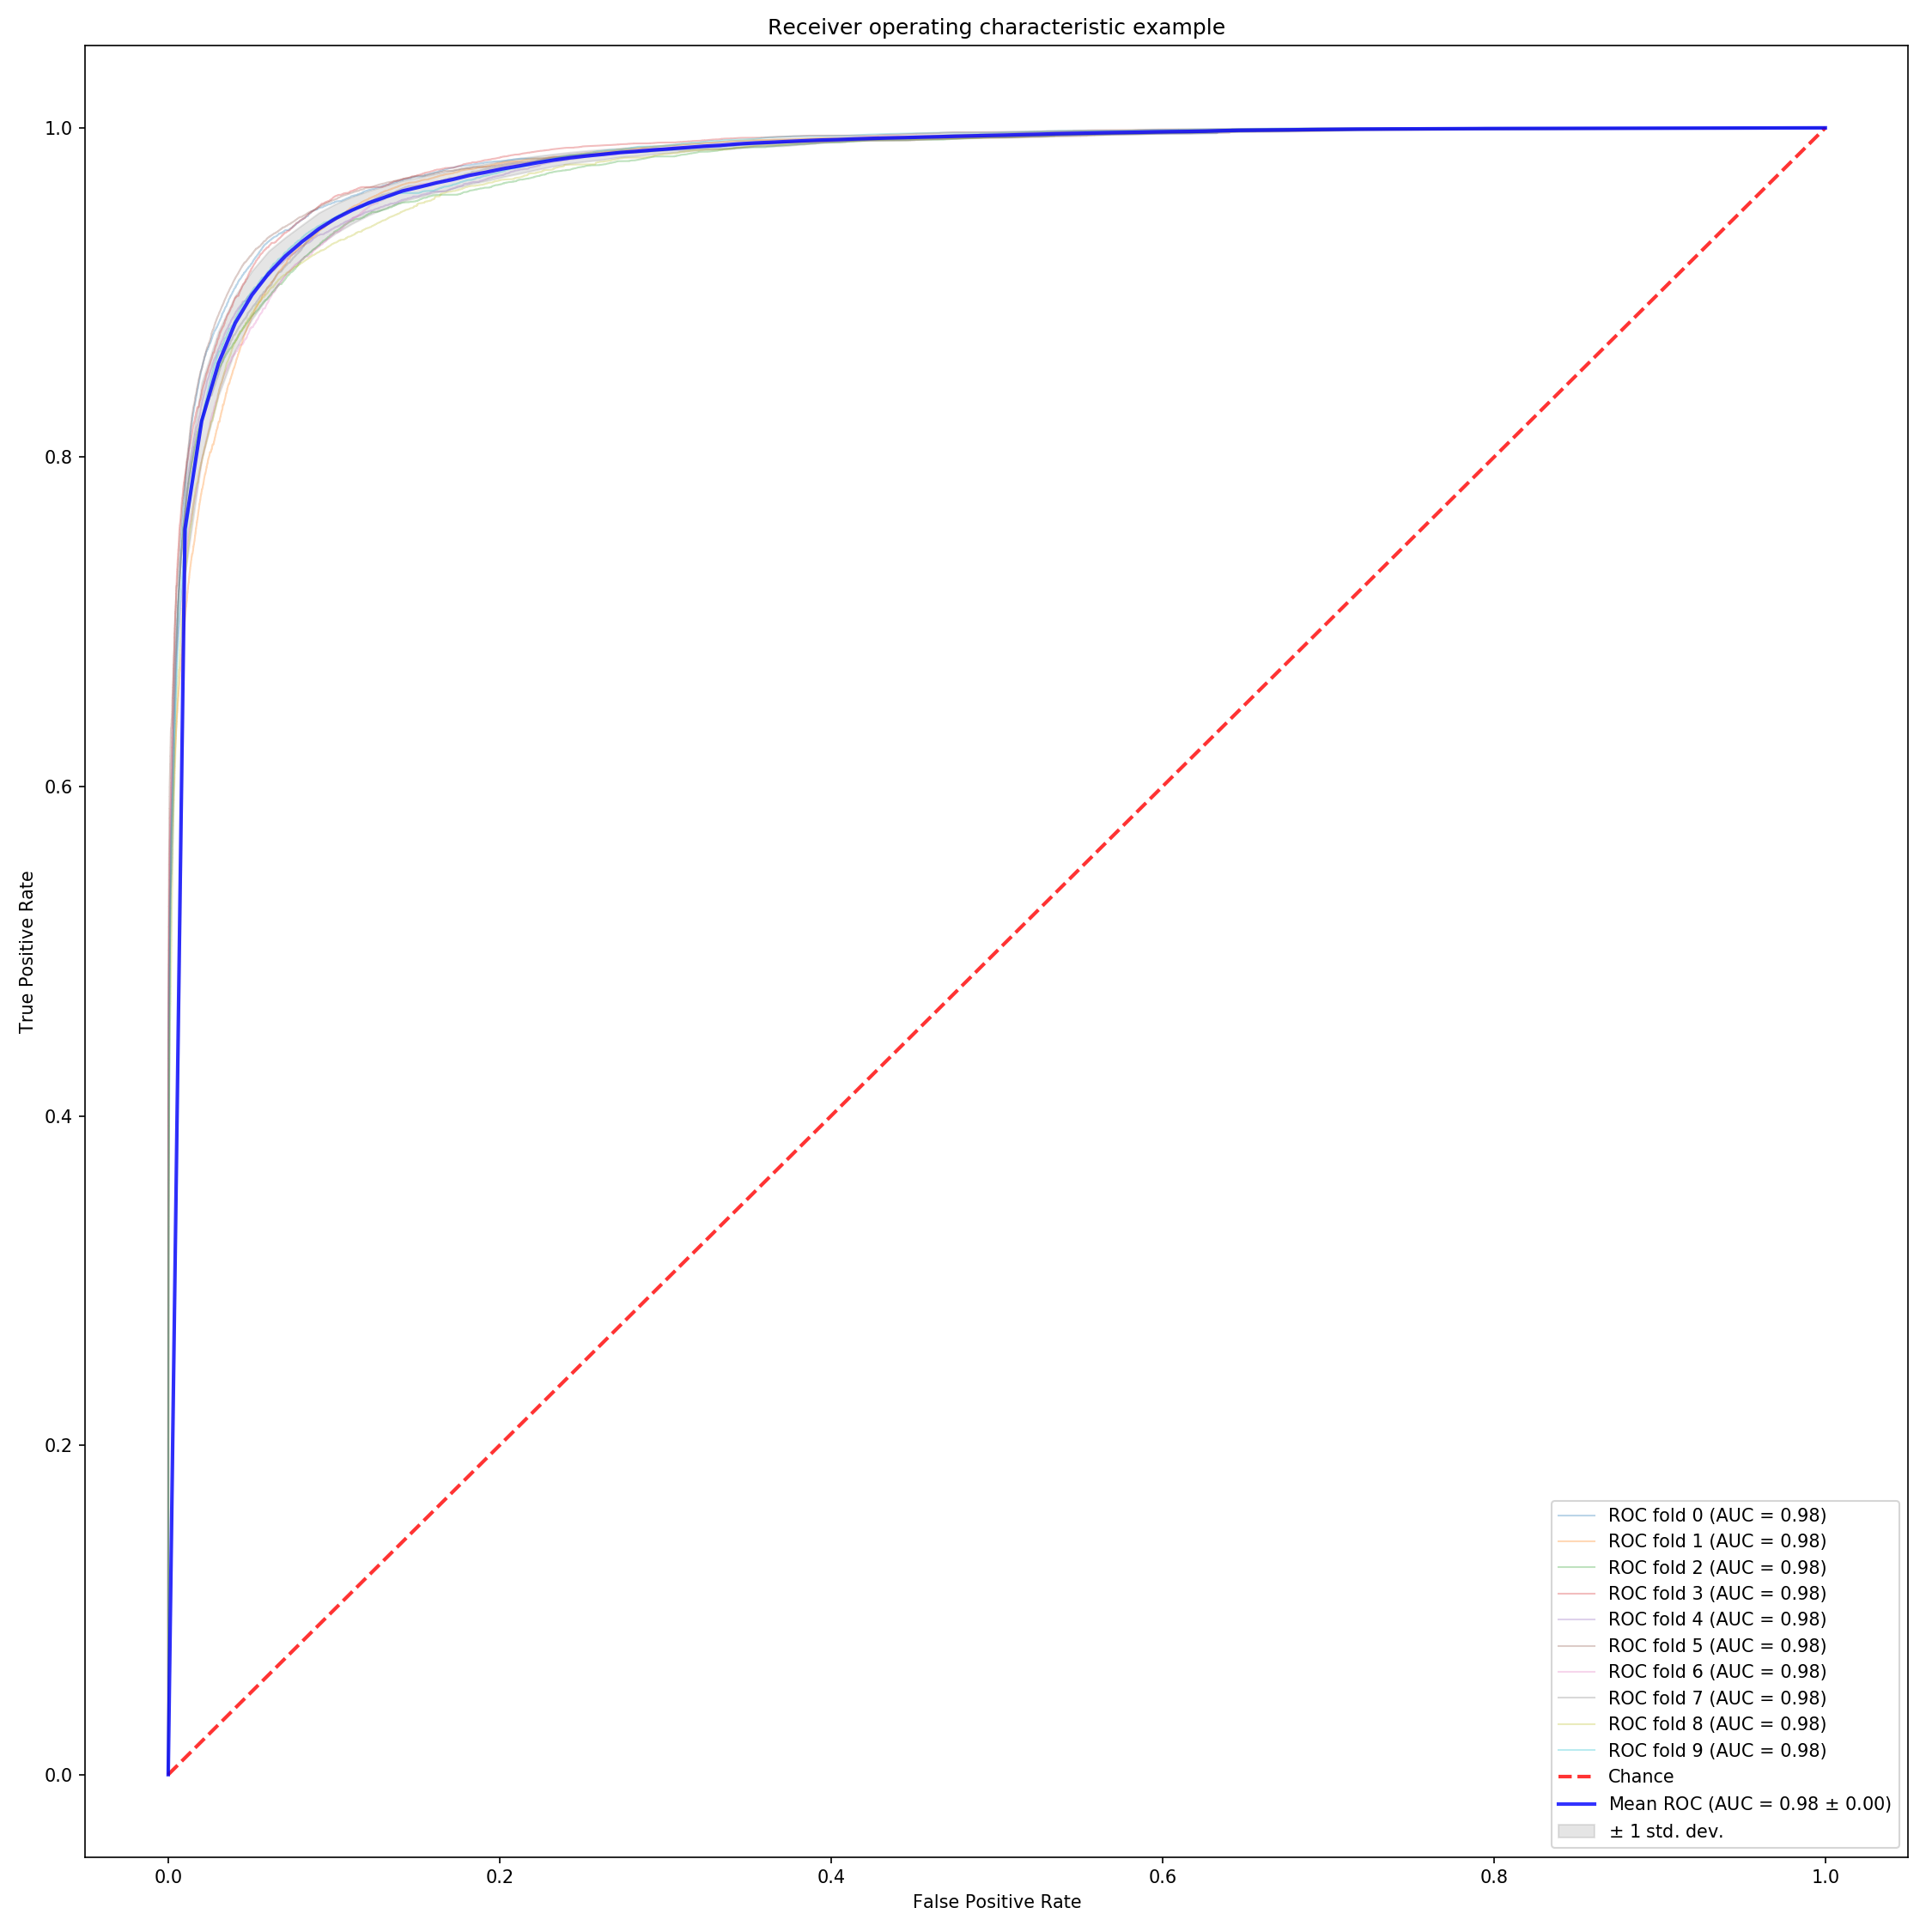 Receiver operating characteristic example
1.0
0.8
0.6
0.4
0.2
0.0
True Positive Rate
0.0 0.2 0.4 0.6 0.8 1.0
False Positive Rate
ROC fold 0 (AUC = 0.98)
ROC fold 1 (AUC = 0.98)
ROC fold 2 (AUC = 0.98)
ROC fold 3 (AUC = 0.98)
ROC fold 4 (AUC = 0.98)
ROC fold 5 (AUC = 0.98)
ROC fold 6 (AUC = 0.98)
ROC fold 7 (AUC = 0.98)
ROC fold 8 (AUC = 0.98)
ROC fold 9 (AUC = 0.98)
Chance
Mean ROC (AUC = 0.98 ± 0.00)
± 1 std. dev.